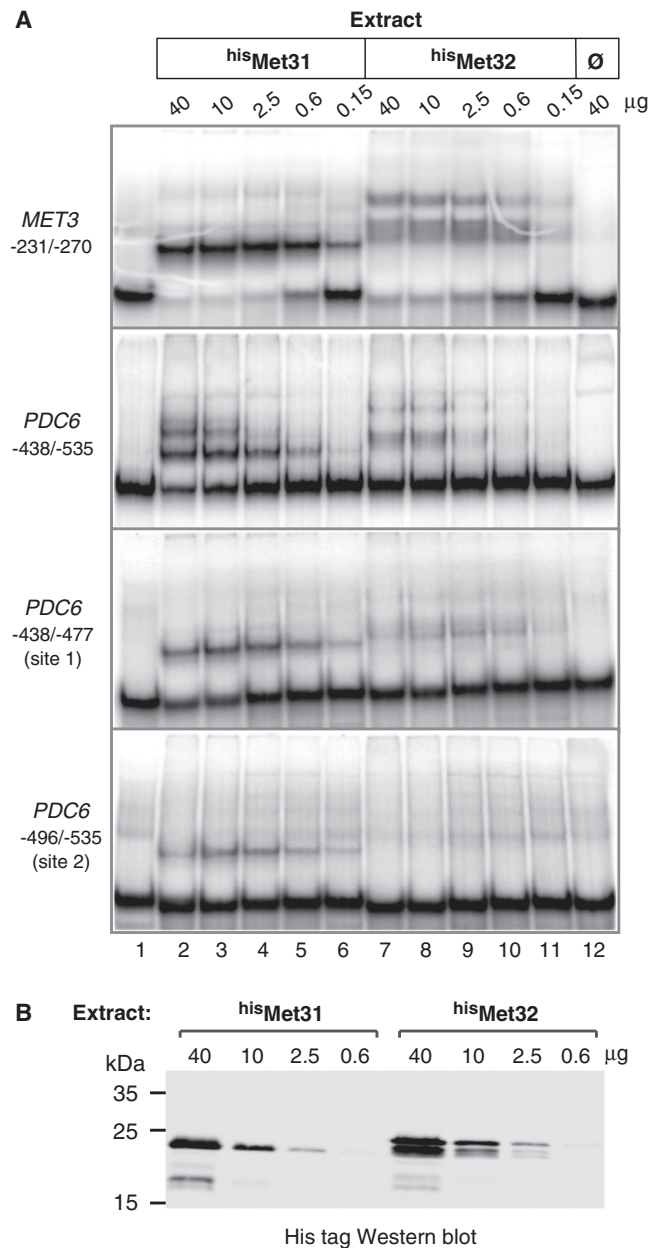 A
Extract
hisMet31 hisMet32 Ø
40 10 2.5 0.6 0.15 40 10 2.5 0.6 0.15 40 μg
MET3
-231/-270
PDC6
-438/-535
PDC6
-438/-477
(site 1)
PDC6
-496/-535
(site 2)
1 2 3 4 5 6 7 8 9 10 11 12
B Extract: hisMet31 hisMet32
kDa 40 10 2.5 0.6 40 10 2.5 0.6 μg
35
25
15
His tag Western blot